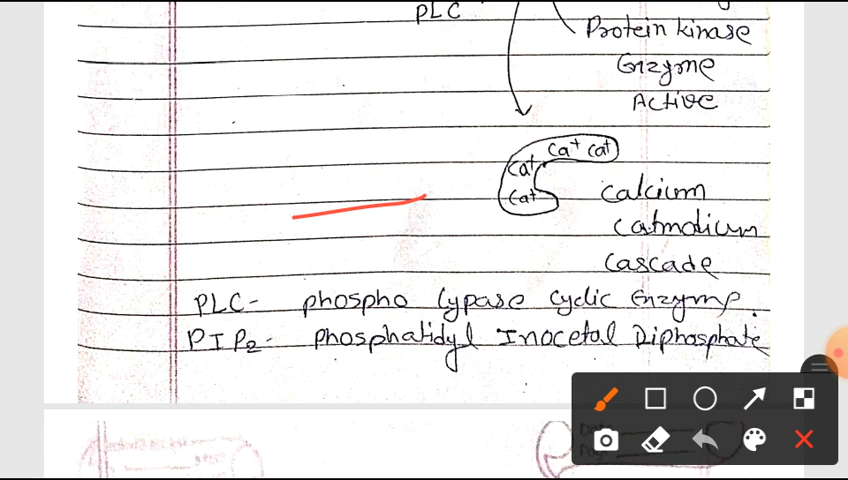 PLC
Protein kinase
Enzyme
Active
Ca+ Ca+
Ca+
Ca+
Calcium
Calmodium
Cascade
PLC- phospho Lypase Cyclic Enzyme.
PIP2- Phosphatidyl Inocetal Diphosphate